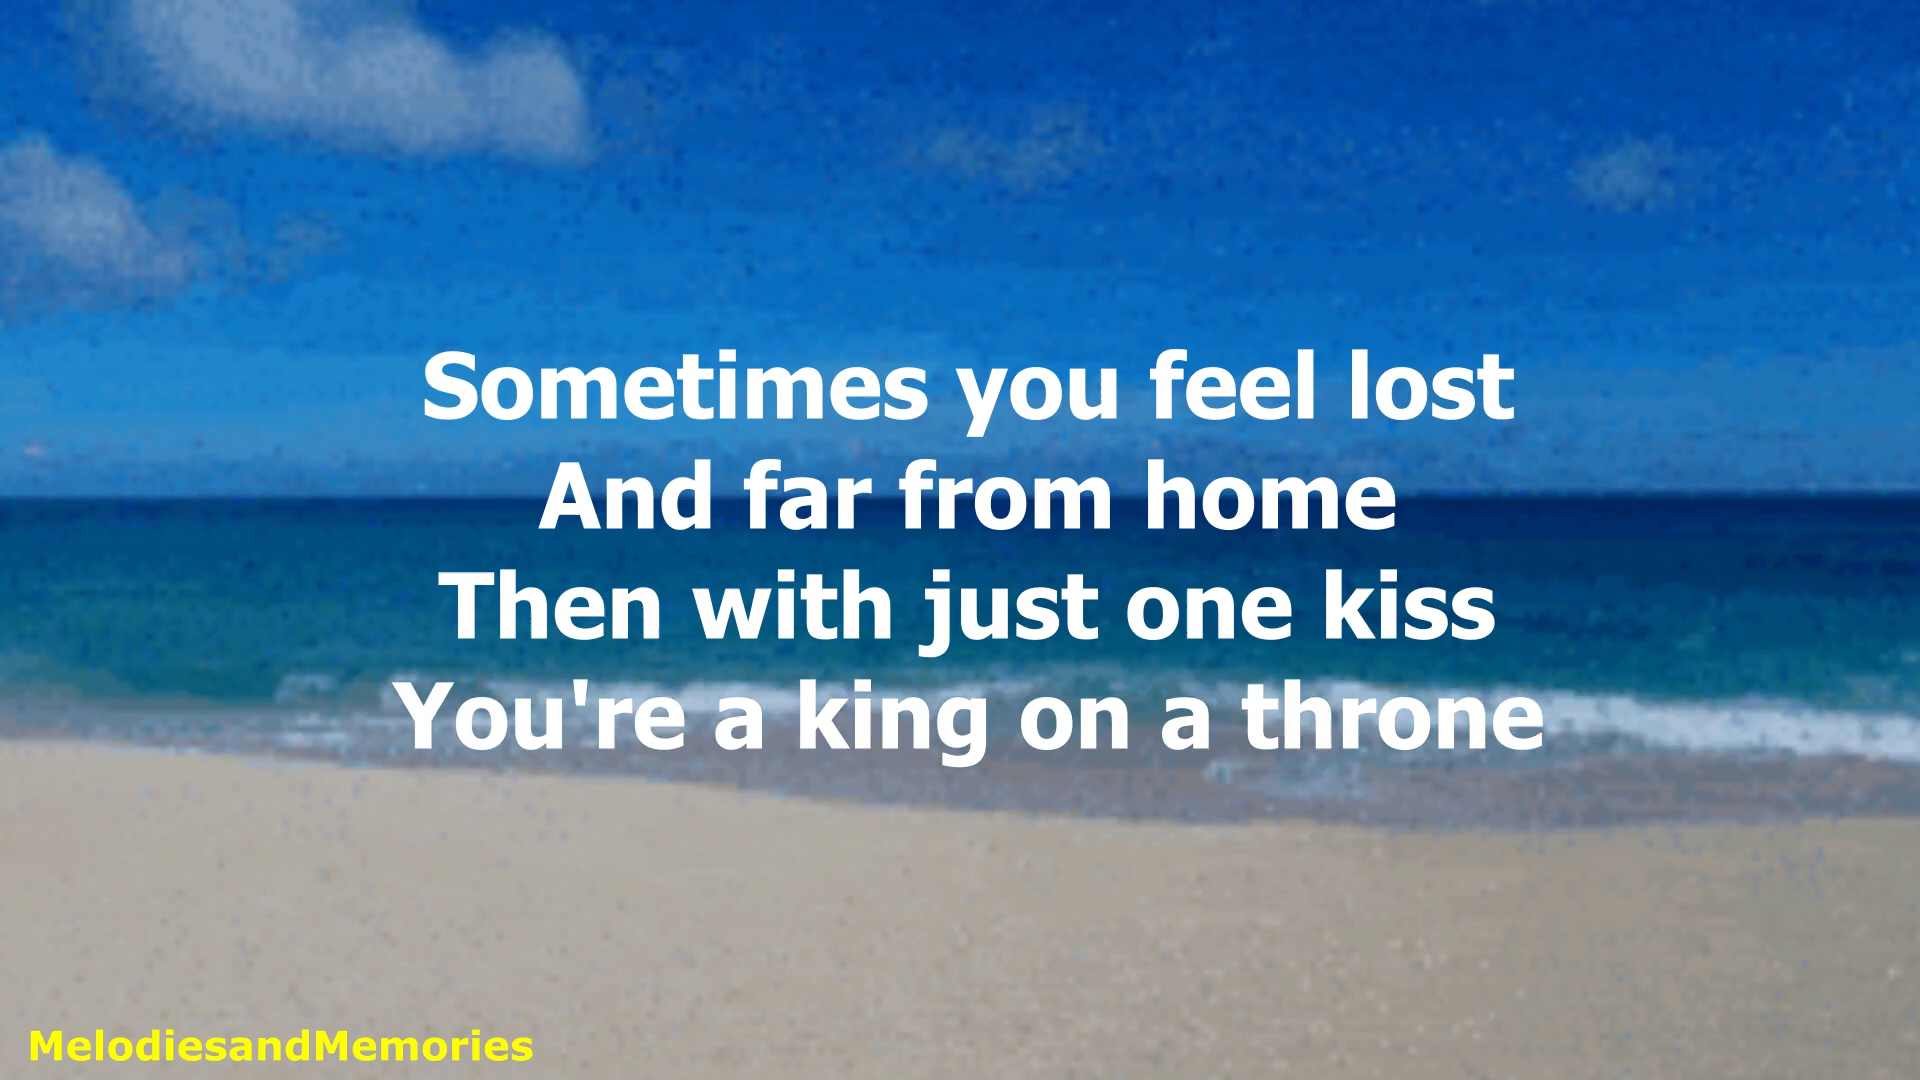 Sometimes you feel lost
And far from home
Then with just one kiss
You're a king on a throne
MelodiesandMemories